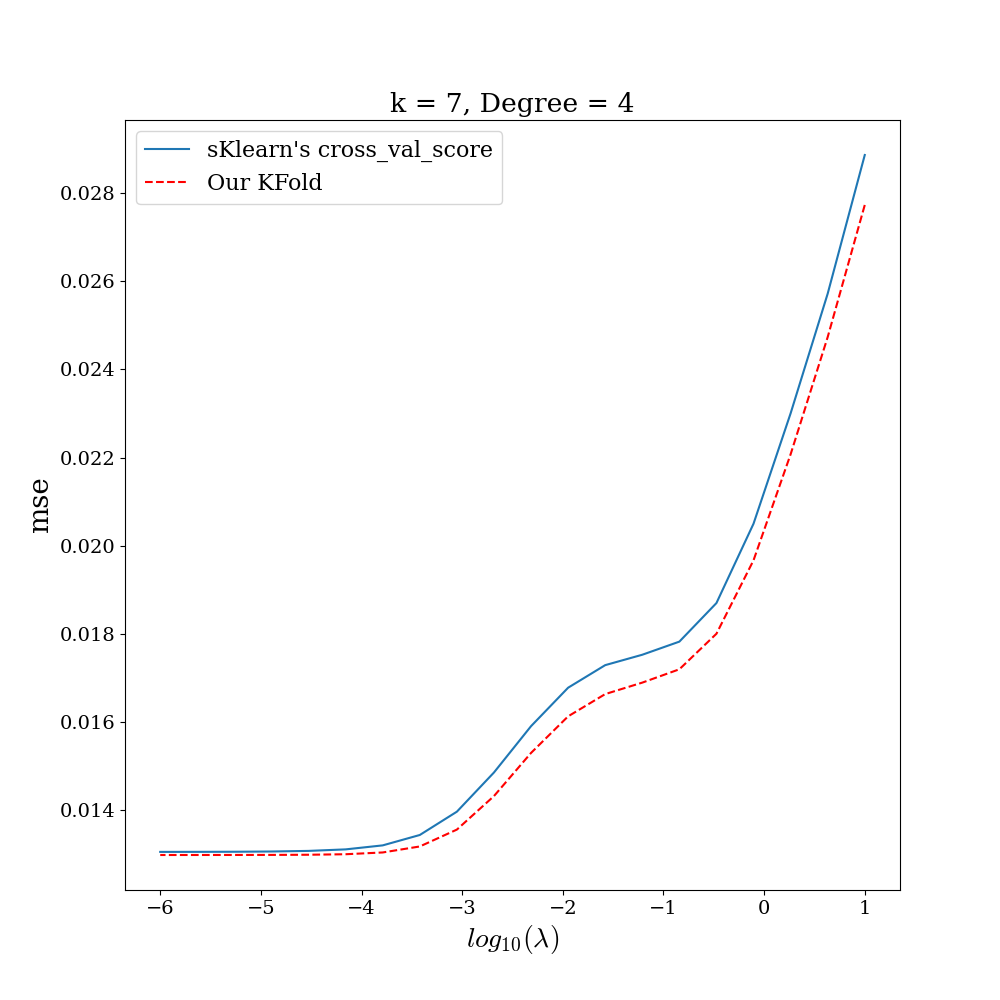 k = 7, Degree = 4
sKlearn's cross_val_score
Our KFold
0.028
0.026
0.024
0.022
0.020
0.018
0.016
0.014
mse
−6 −5 −4 −3 −2 −1 0 1
log₁₀(λ)